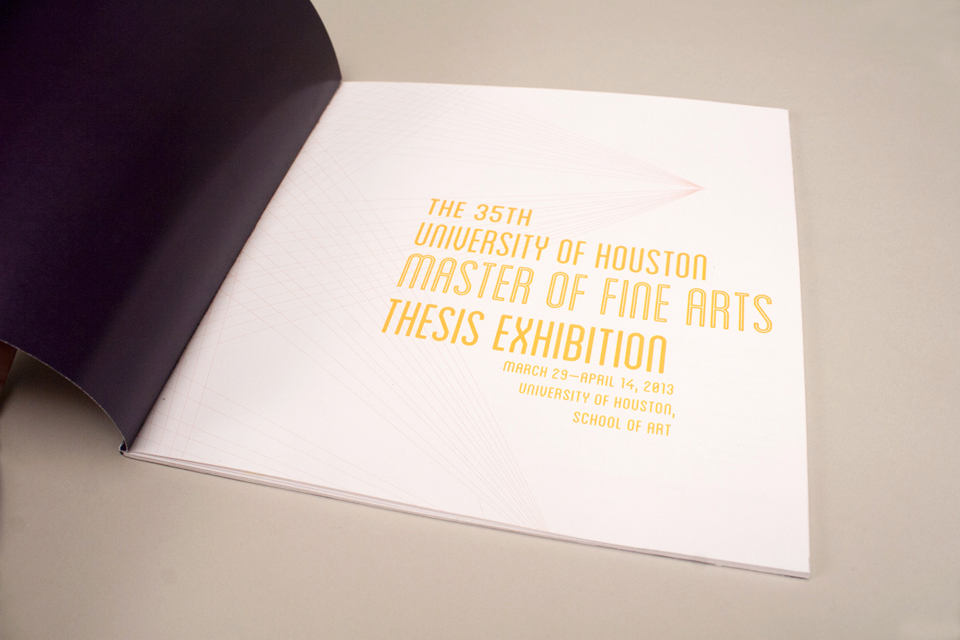 THE 35TH
UNIVERSITY OF HOUSTON
MASTER OF FINE ARTS
THESIS EXHIBITION
MARCH 29—APRIL 14, 2013
UNIVERSITY OF HOUSTON,
SCHOOL OF ART